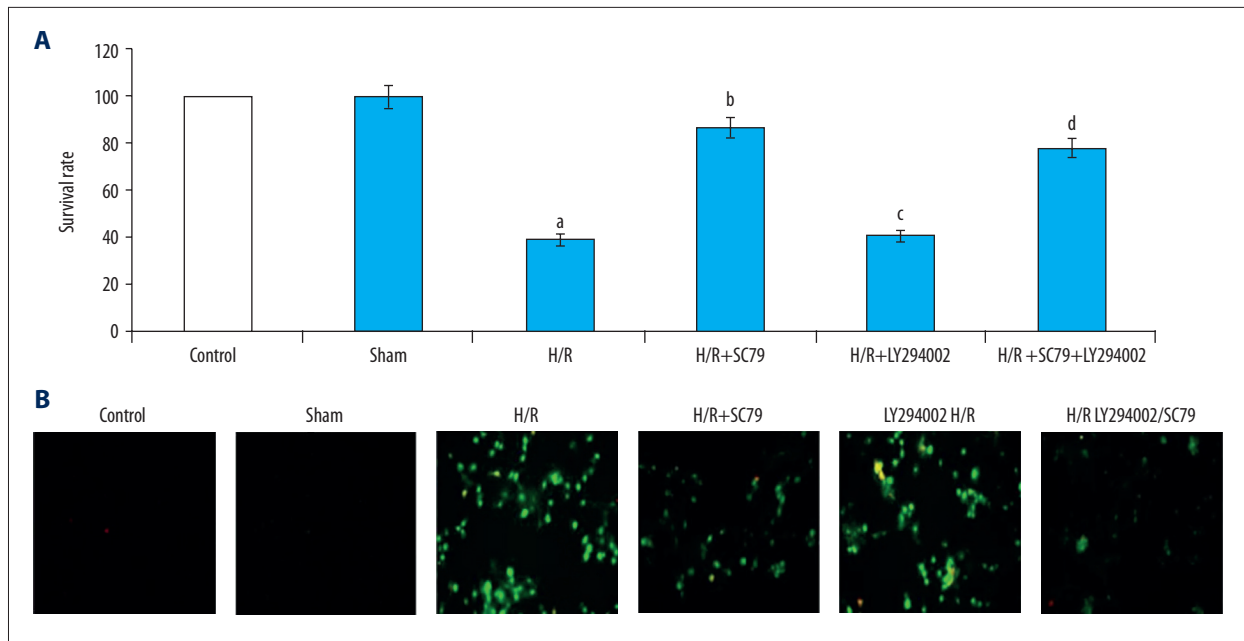 A
120
100
80
60
40
20
0
Survival rate
a
b
c
d
Control Sham H/R H/R+SC79 H/R+LY294002 H/R +SC79+LY294002
B
Control Sham H/R H/R+SC79 LY294002 H/R H/R LY294002/SC79